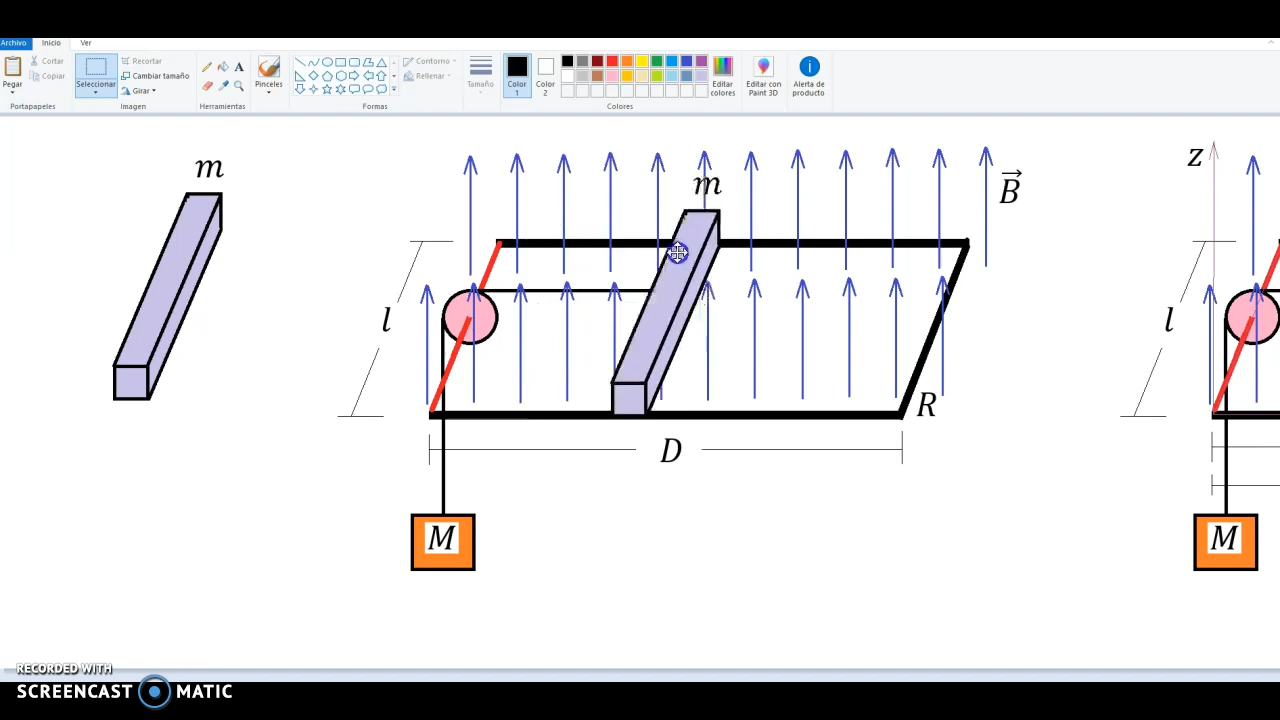 Archivo Inicio Ver
Pegar
Cortar
Copiar
Portapapeles
Seleccionar
Recortar
Cambiar tamaño
Girar
Imagen
A
Herramientas
Pinceles
Contorno
Rellenar
Formas
Tamaño
Color 1
Color 2
Editar colores
Colores
Editar con Paint 3D
Alerta de producto
m
m
B
z
l
l
R
D
M
M
RECORDED WITH
SCREENCAST MATIC